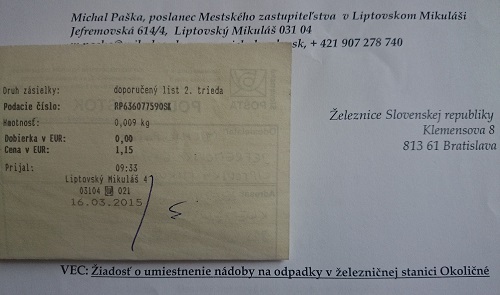 Michal Paška, poslanec Mestského zastupiteľstva v Liptovskom Mikuláši
Jefremovská 614/4, Liptovský Mikuláš 031 04
sk, + 421 907 278 740
Druh zásielky: doporučený list 2. trieda
Podacie číslo: RP636077590SK
Hmotnosť: 0,009 kg
Dobierka v EUR: 0,00
Cena v EUR: 1,15
Prijal: 09:33
Liptovský Mikuláš 4
03104 021
16.03.2015
POŠTA
Železnice Slovenskej republiky
Klemensova 8
813 61 Bratislava
VEC: Žiadosť o umiestnenie nádoby na odpadky v železničnej stanici Okoličné